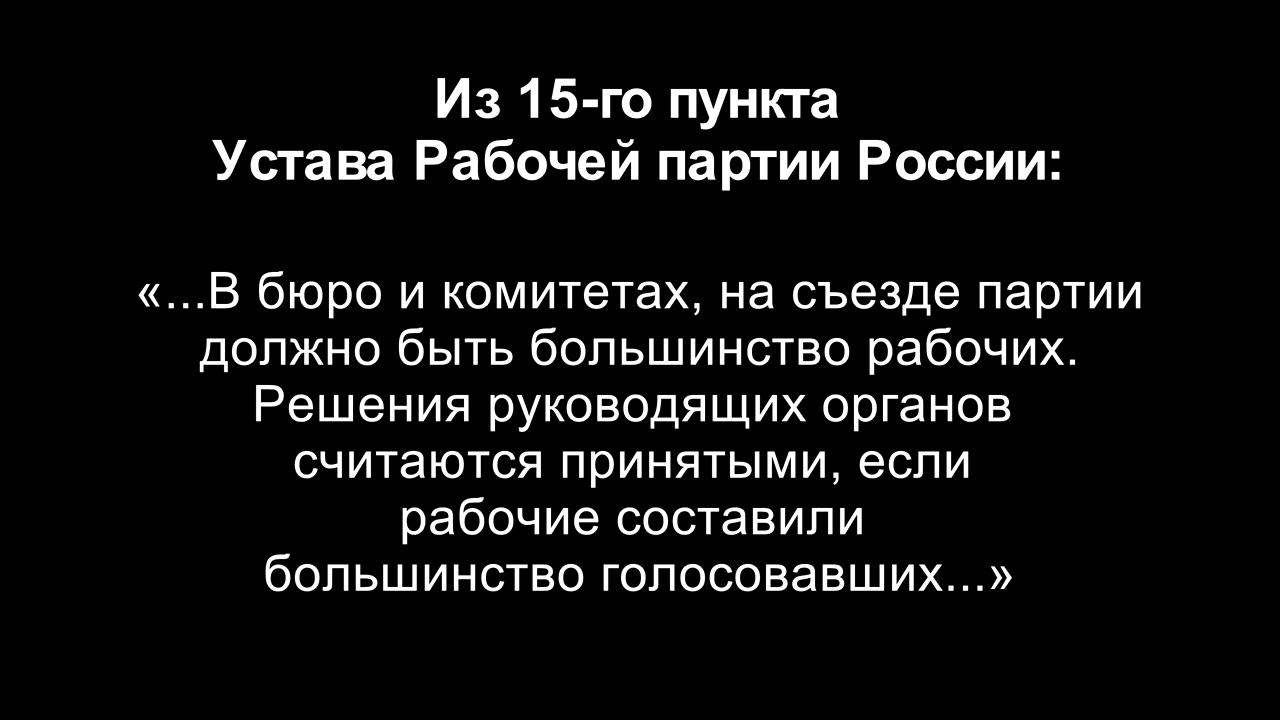 Из 15-го пункта
Устава Рабочей партии России:
«...В бюро и комитетах, на съезде партии
должно быть большинство рабочих.
Решения руководящих органов
считаются принятыми, если
рабочие составили
большинство голосовавших...»